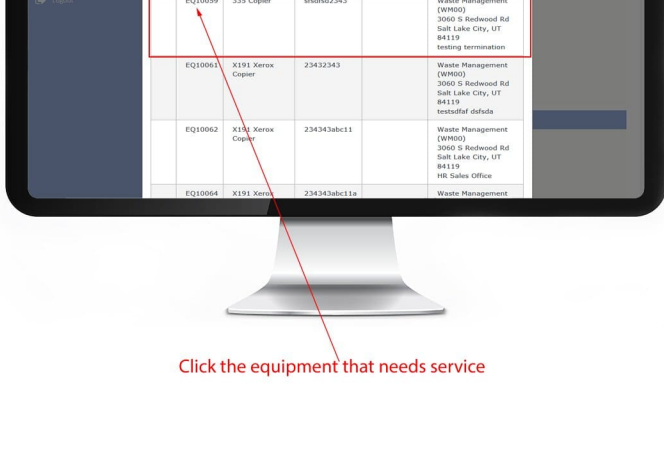 Logout
EQ10059 535 Copier srsdfsd2343 Waste Management
(WM00)
3060 S Redwood Rd
Salt Lake City, UT
84119
testing termination
EQ10061 X191 Xerox 23432343 Waste Management
Copier (WM00)
3060 S Redwood Rd
Salt Lake City, UT
84119
testsdfaf dsfsda
EQ10062 X191 Xerox 234343abc11 Waste Management
Copier (WM00)
3060 S Redwood Rd
Salt Lake City, UT
84119
HR Sales Office
EQ10064 X191 Xerox 234343abc11a Waste Management
Click the equipment that needs service